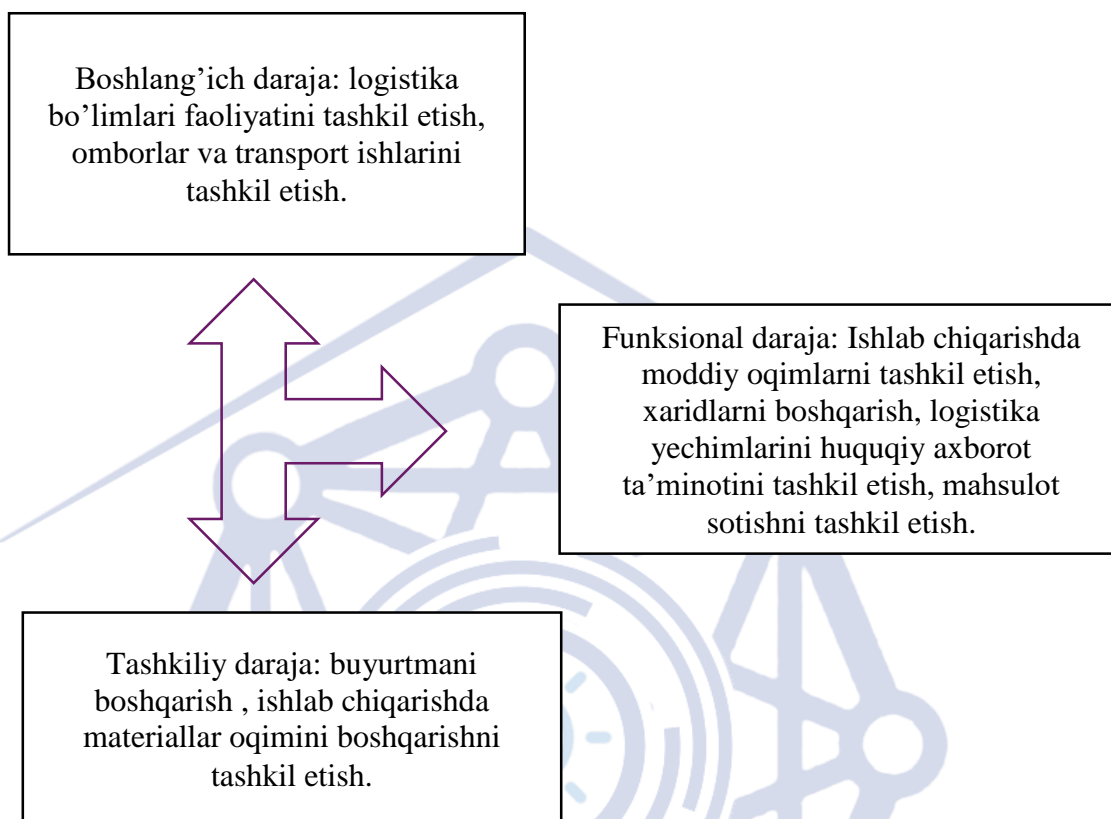 Boshlang’ich daraja: logistika
bo’limlari faoliyatini tashkil etish,
omborlar va transport ishlarini
tashkil etish.
Funksional daraja: Ishlab chiqarishda
moddiy oqimlarni tashkil etish,
xaridlarni boshqarish, logistika
yechimlarini huquqiy axborot
ta’minotini tashkil etish, mahsulot
sotishni tashkil etish.
Tashkiliy daraja: buyurtmani
boshqarish , ishlab chiqarishda
materiallar oqimini boshqarishni
tashkil etish.